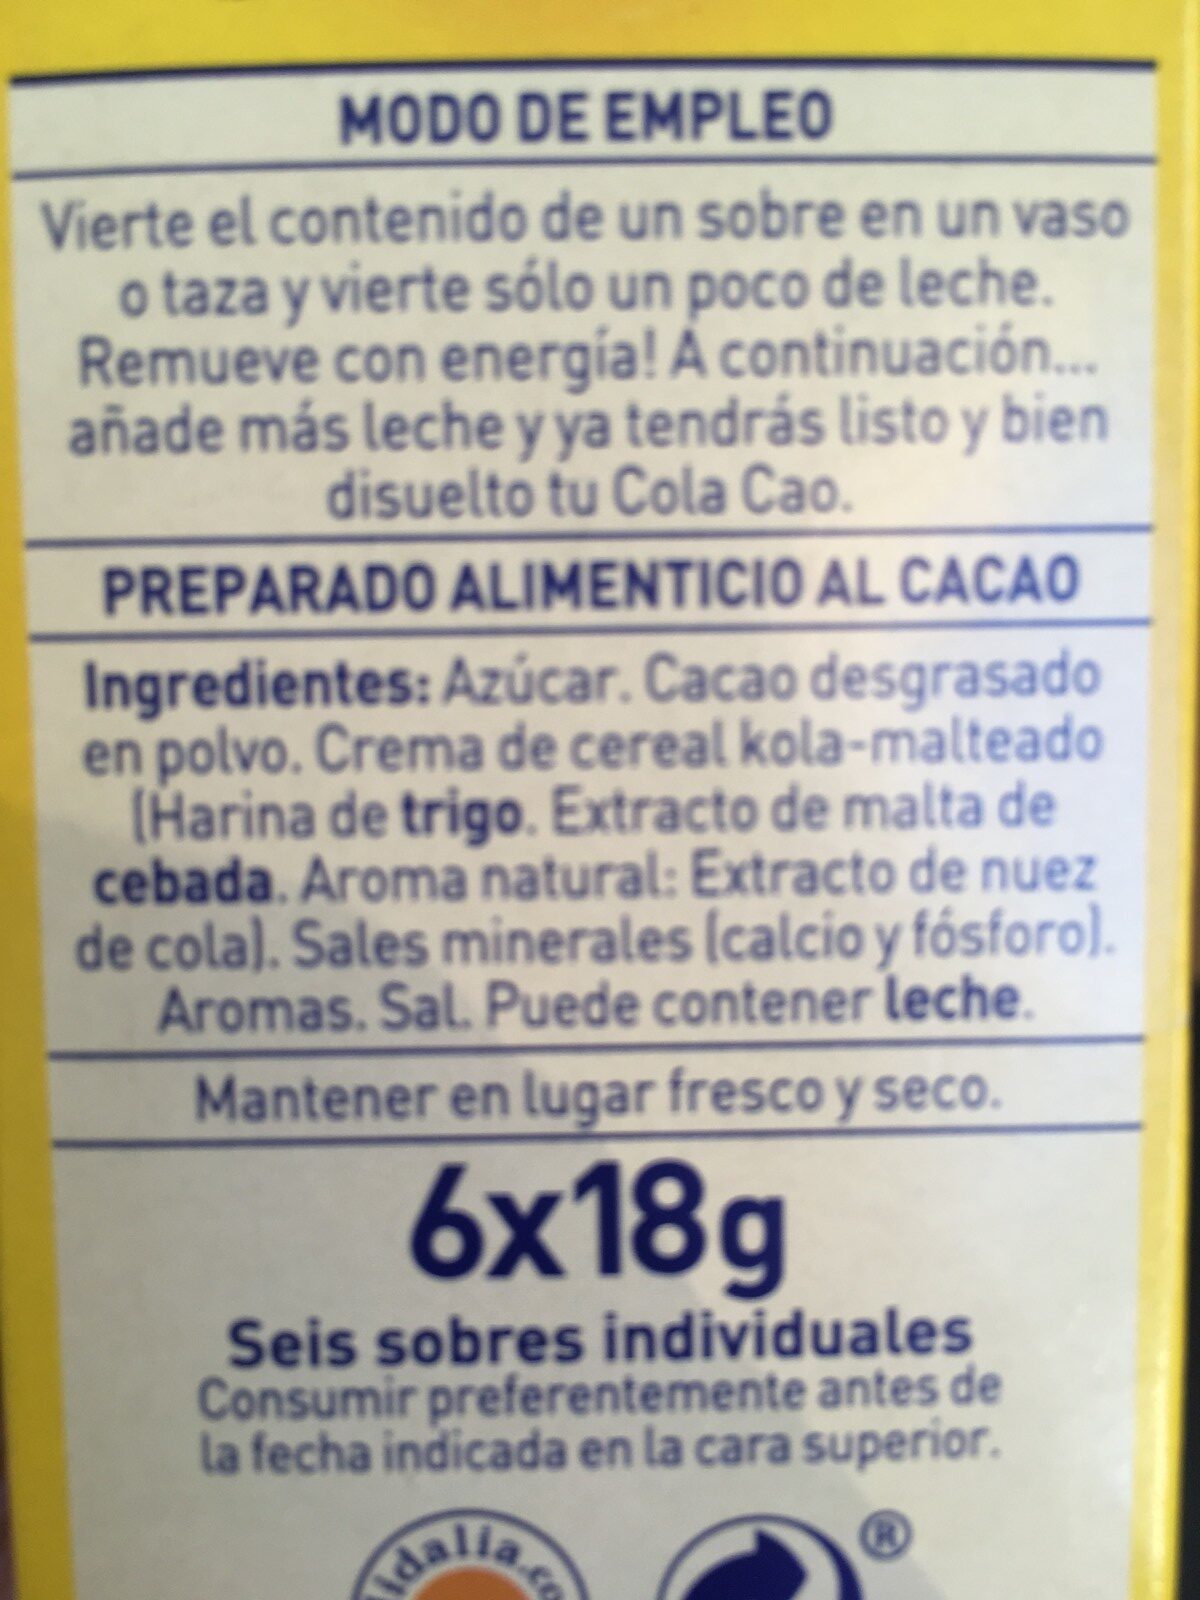 MODO DE EMPLEO
Vierte el contenido de un sobre en un vaso
o taza y vierte sólo un poco de leche.
Remueve con energía! A continuación...
añade más leche y ya tendrás listo y bien
disuelto tu Cola Cao.
PREPARADO ALIMENTICIO AL CACAO
Ingredientes: Azúcar. Cacao desgrasado
en polvo. Crema de cereal kola-malteado
(Harina de trigo. Extracto de malta de
cebada. Aroma natural: Extracto de nuez
de cola). Sales minerales (calcio y fósforo).
Aromas. Sal. Puede contener leche.
Mantener en lugar fresco y seco.
6x18g
Seis sobres individuales
Consumir preferentemente antes de
la fecha indicada en la cara superior.
®